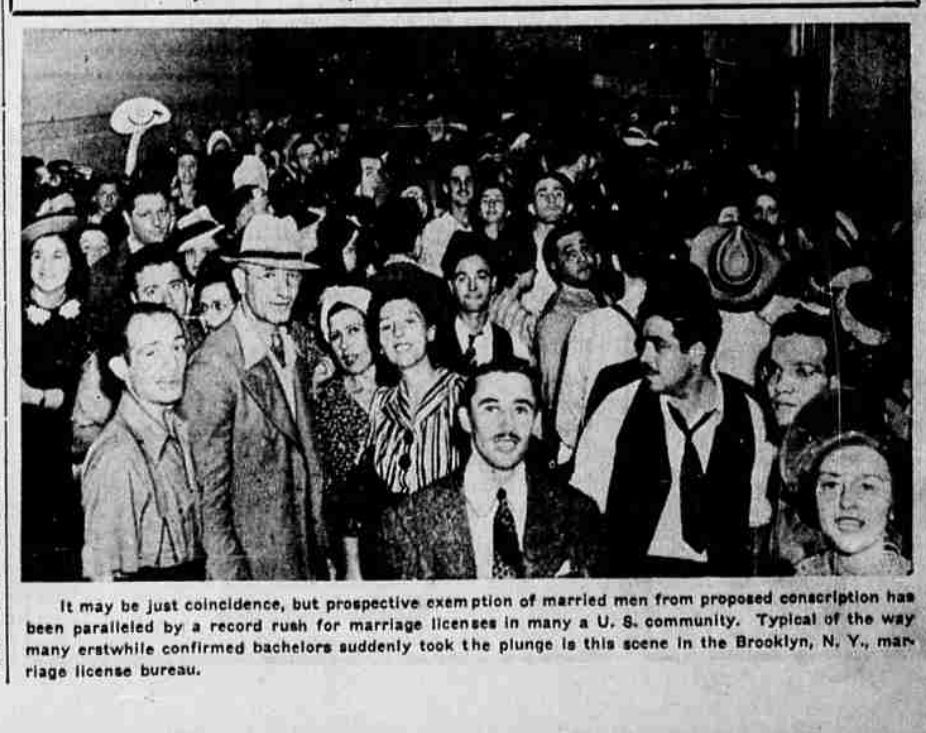 It may be just coincidence, but prospective exemption of married men from proposed conscription has
been paralleled by a record rush for marriage licenses in many a U. S. community. Typical of the way
many erstwhile confirmed bachelors suddenly took the plunge is this scene in the Brooklyn, N. Y., mar-
riage license bureau.